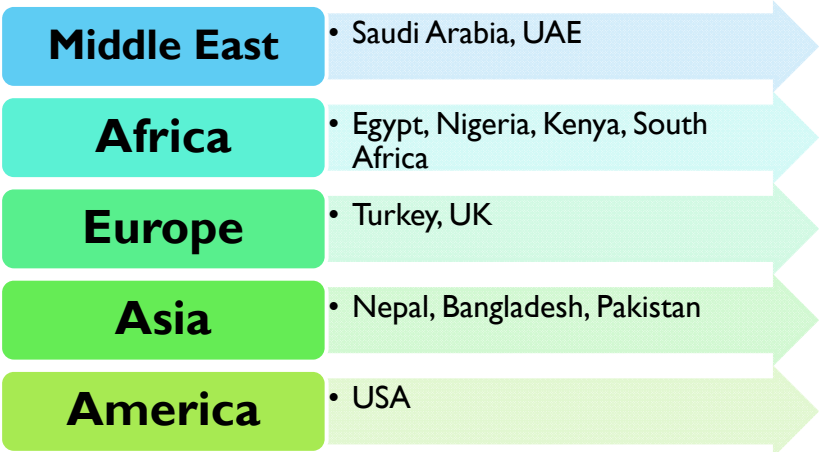 Middle East
• Saudi Arabia, UAE
Africa
• Egypt, Nigeria, Kenya, South
Africa
Europe
• Turkey, UK
Asia
• Nepal, Bangladesh, Pakistan
America
• USA